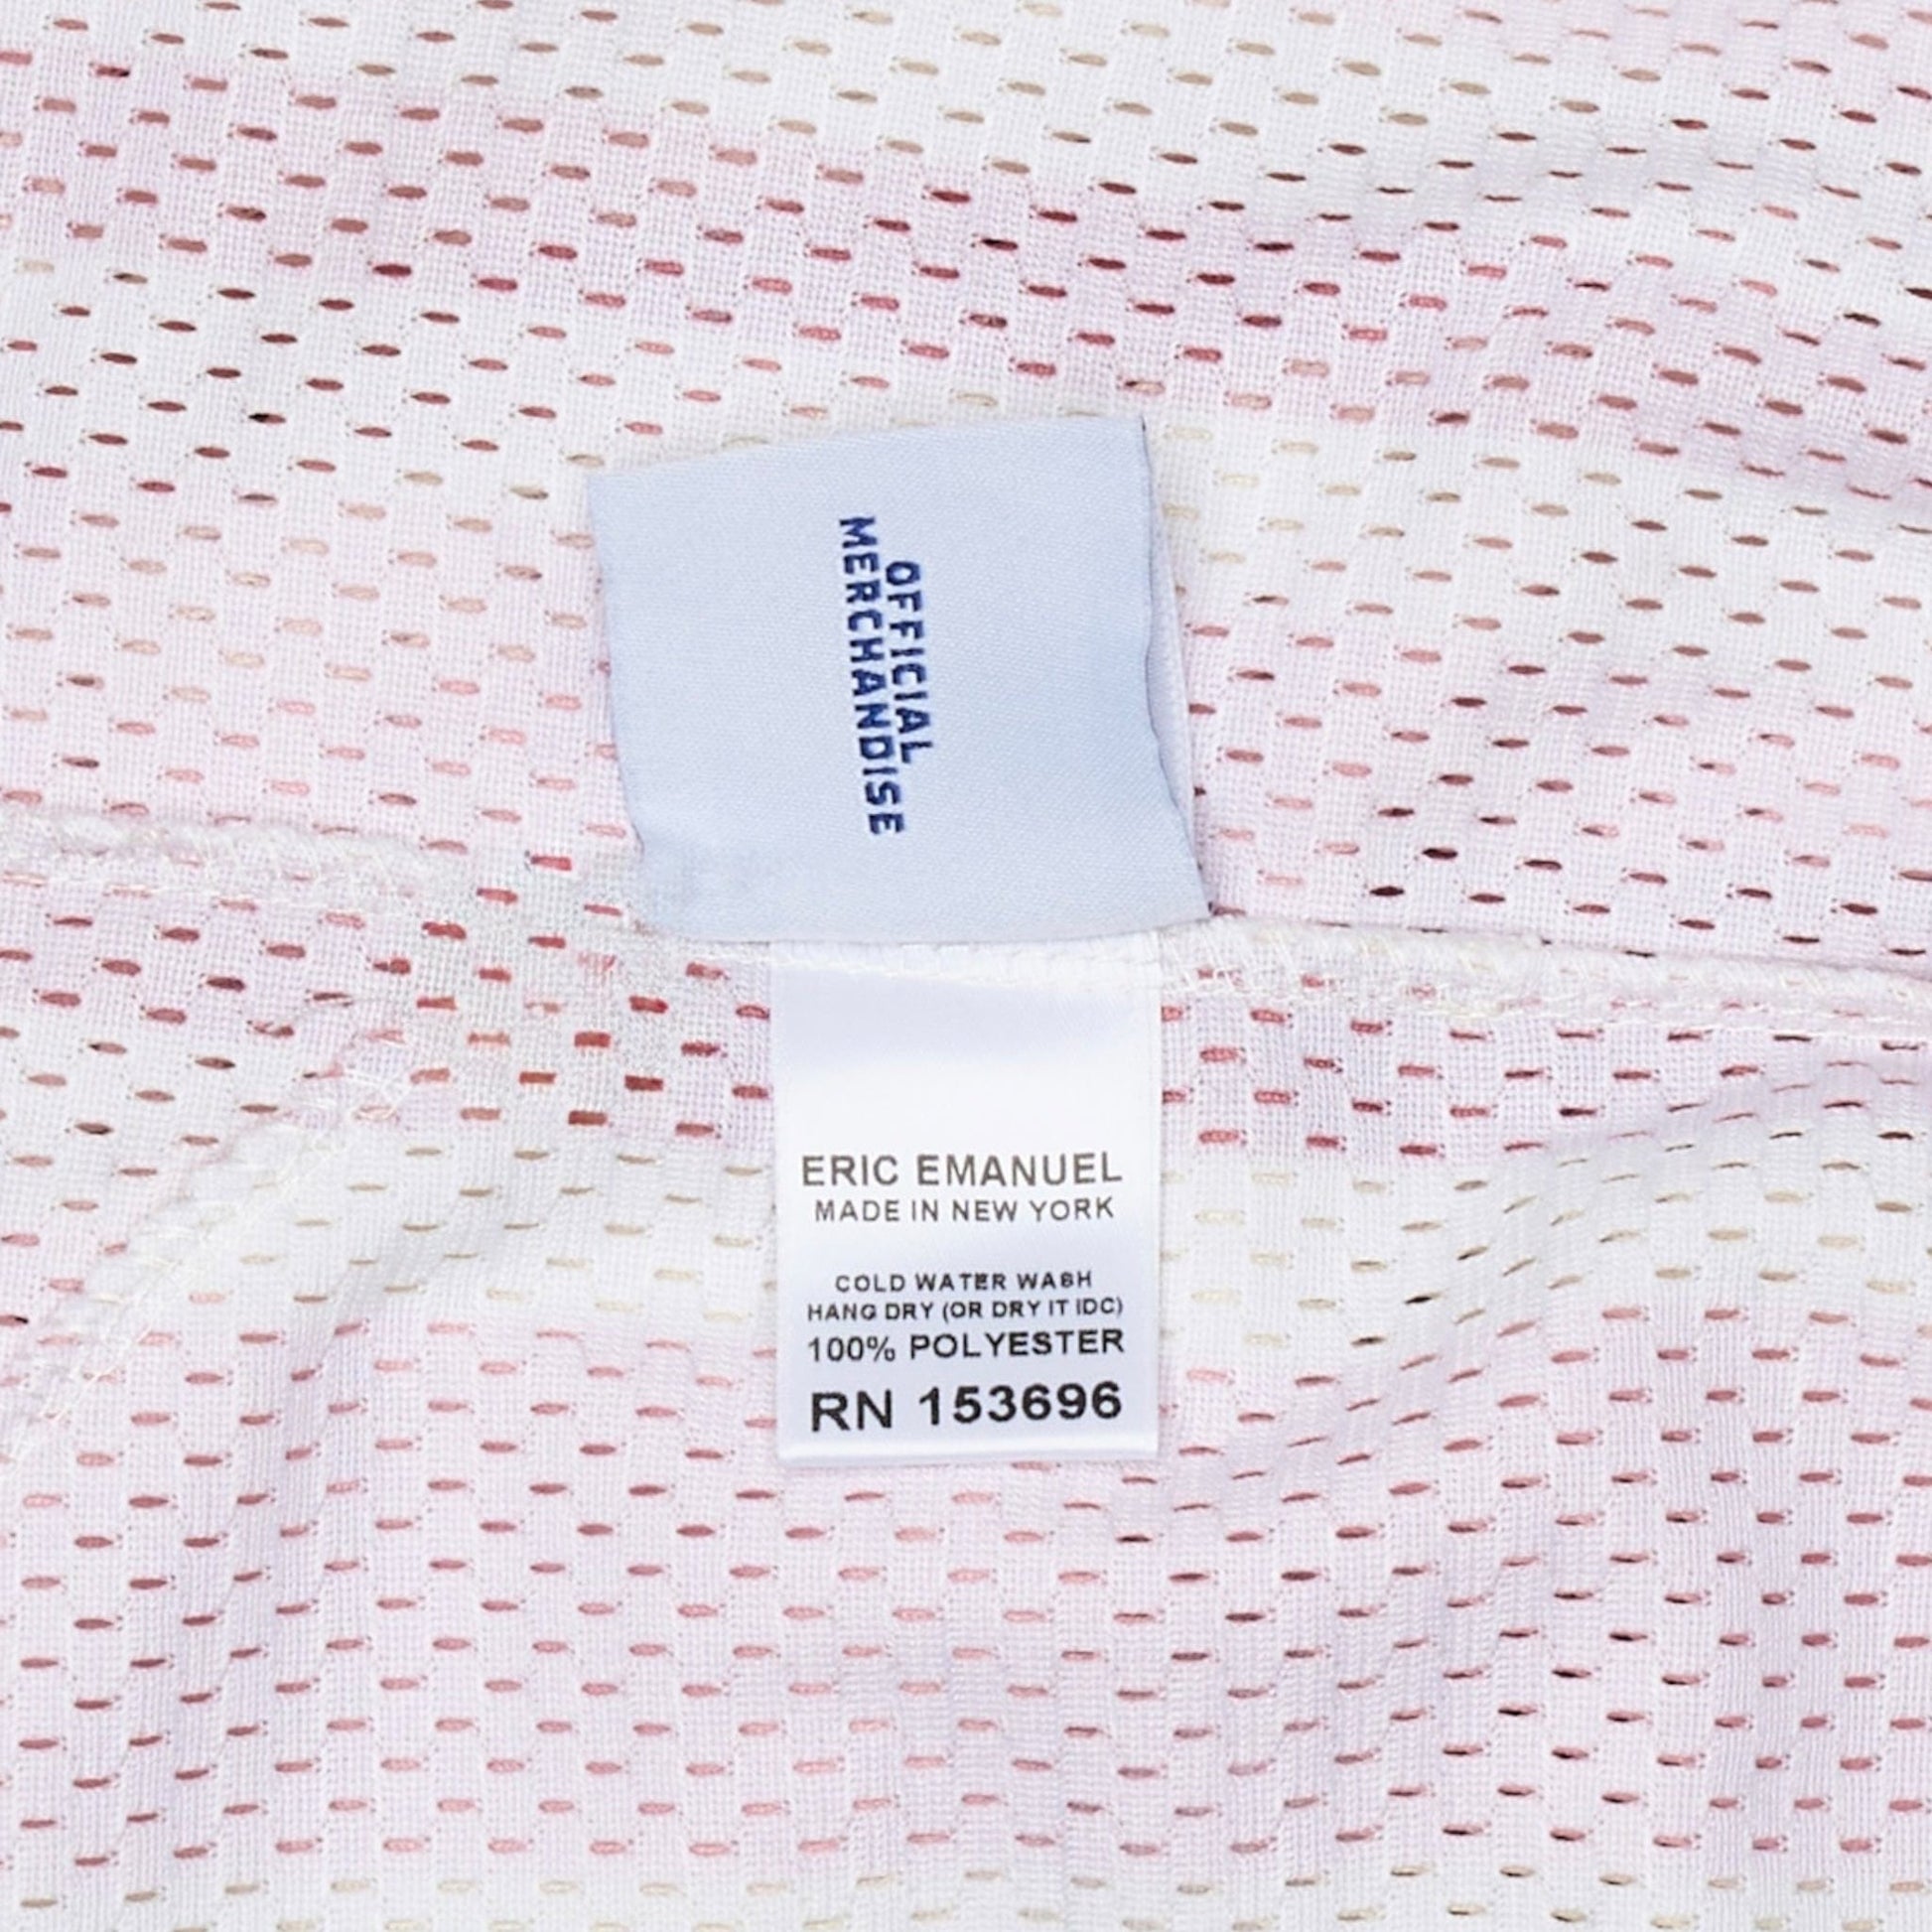 OFFICIAL
MERCHANDISE
ERIC EMANUEL
MADE IN NEW YORK
COLD WATER WASH
HANG DRY (OR DRY IT IDC)
100% POLYESTER
RN 153696